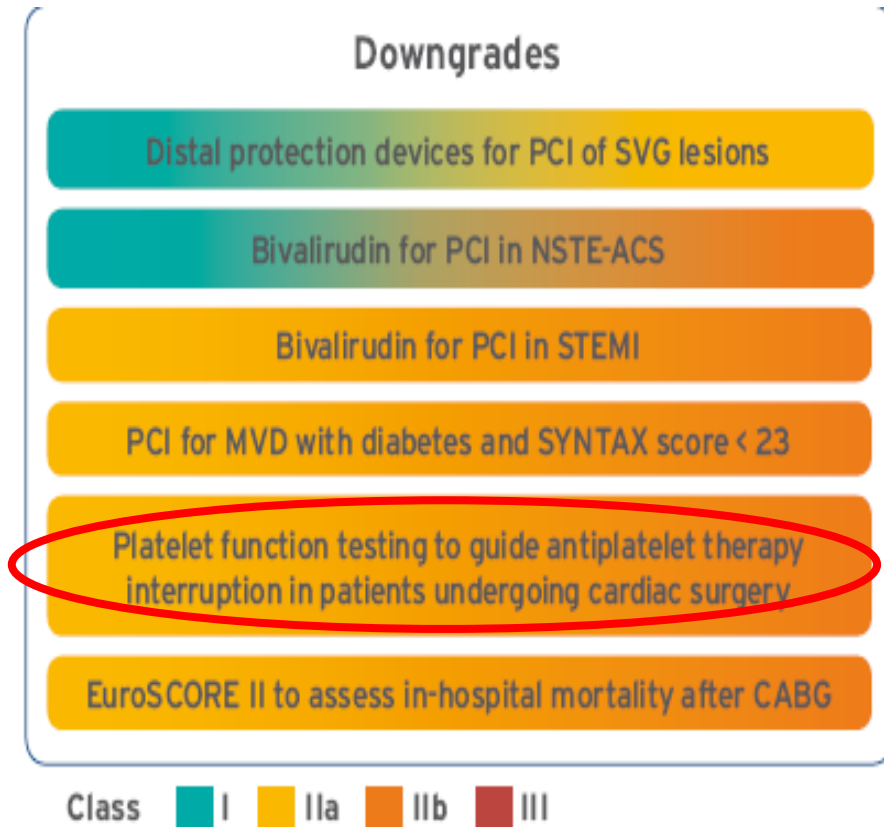 Downgrades
Distal protection devices for PCI of SVG lesions
Bivalirudin for PCI in NSTE-ACS
Bivalirudin for PCI in STEMI
PCI for MVD with diabetes and SYNTAX score < 23
Platelet function testing to guide antiplatelet therapy
interruption in patients undergoing cardiac surgery
EuroSCORE II to assess in-hospital mortality after CABG
Class I IIa IIb III